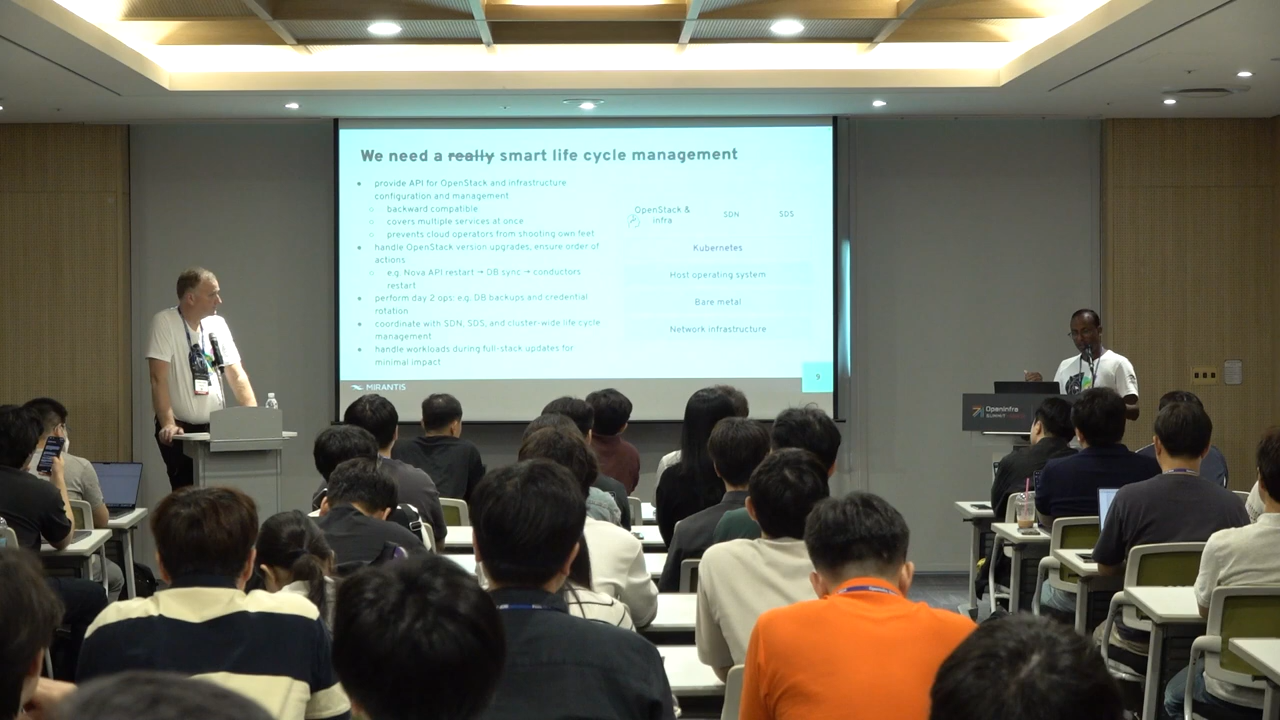 We need a really smart life cycle management
provide API for OpenStack and infrastructure
configuration and management
backward compatible
covers multiple services at once
prevents cloud operators from shooting own feet
handle OpenStack version upgrades, ensure order of
actions
e.g. Nova API restart → DB sync → conductors
restart
perform day 2 ops: e.g. DB backups and credential
rotation
coordinate with SDN, SDS, and cluster-wide life cycle
management
handle workloads during full-stack updates for
minimal impact
OpenStack &
infra
SDN
SDS
Kubernetes
Host operating system
Bare metal
Network infrastructure
9
MIRANTIS
OpenInfra
SUMMIT